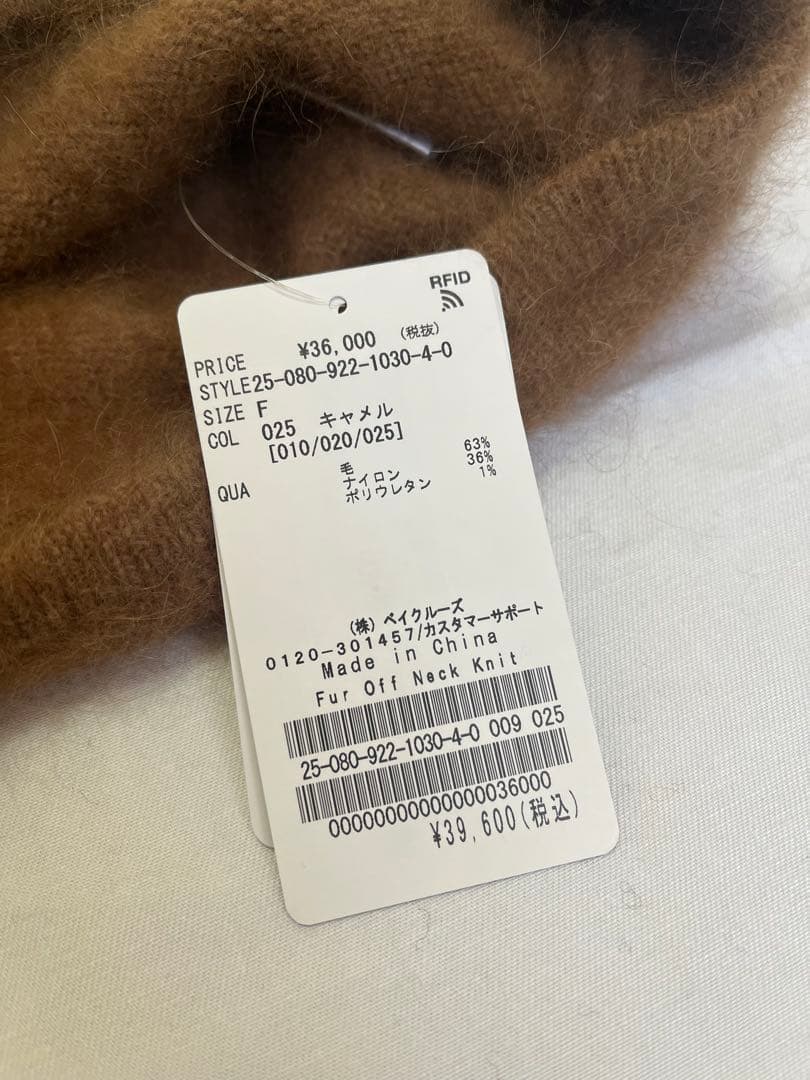 RFID
PRICE ¥36,000 (税抜)
STYLE25-080-922-1030-4-0
SIZE F
COL 025 キャメル
[010/020/025]
QUA 毛 63%
ナイロン 36%
ポリウレタン 1%
(株) ベイクルーズ
0120-301457/カスタマーサポート
Made in China
Fur Off Neck Knit
25-080-922-1030-4-0 009 025
00000000000000036000
¥39,600(税込)